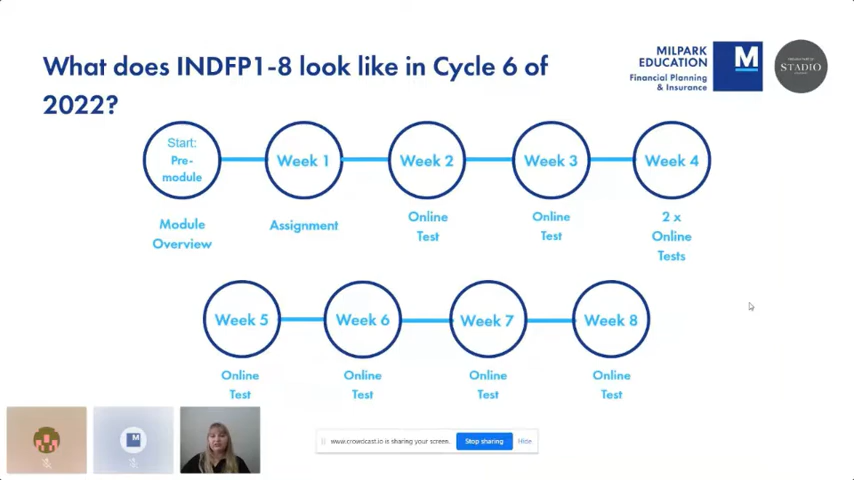 What does INDFP1-8 look like in Cycle 6 of
2022?
MILPARK
EDUCATION
Financial Planning
& Insurance
M
STADIO
Start:
Pre-
module
Week 1
Week 2
Week 3
Week 4
Module
Overview
Assignment
Online
Test
Online
Test
2 x
Online
Tests
Week 5
Week 6
Week 7
Week 8
Online
Test
Online
Test
Online
Test
Online
Test
M
www.crowdcast.io is sharing your screen.
Stop sharing
Hide